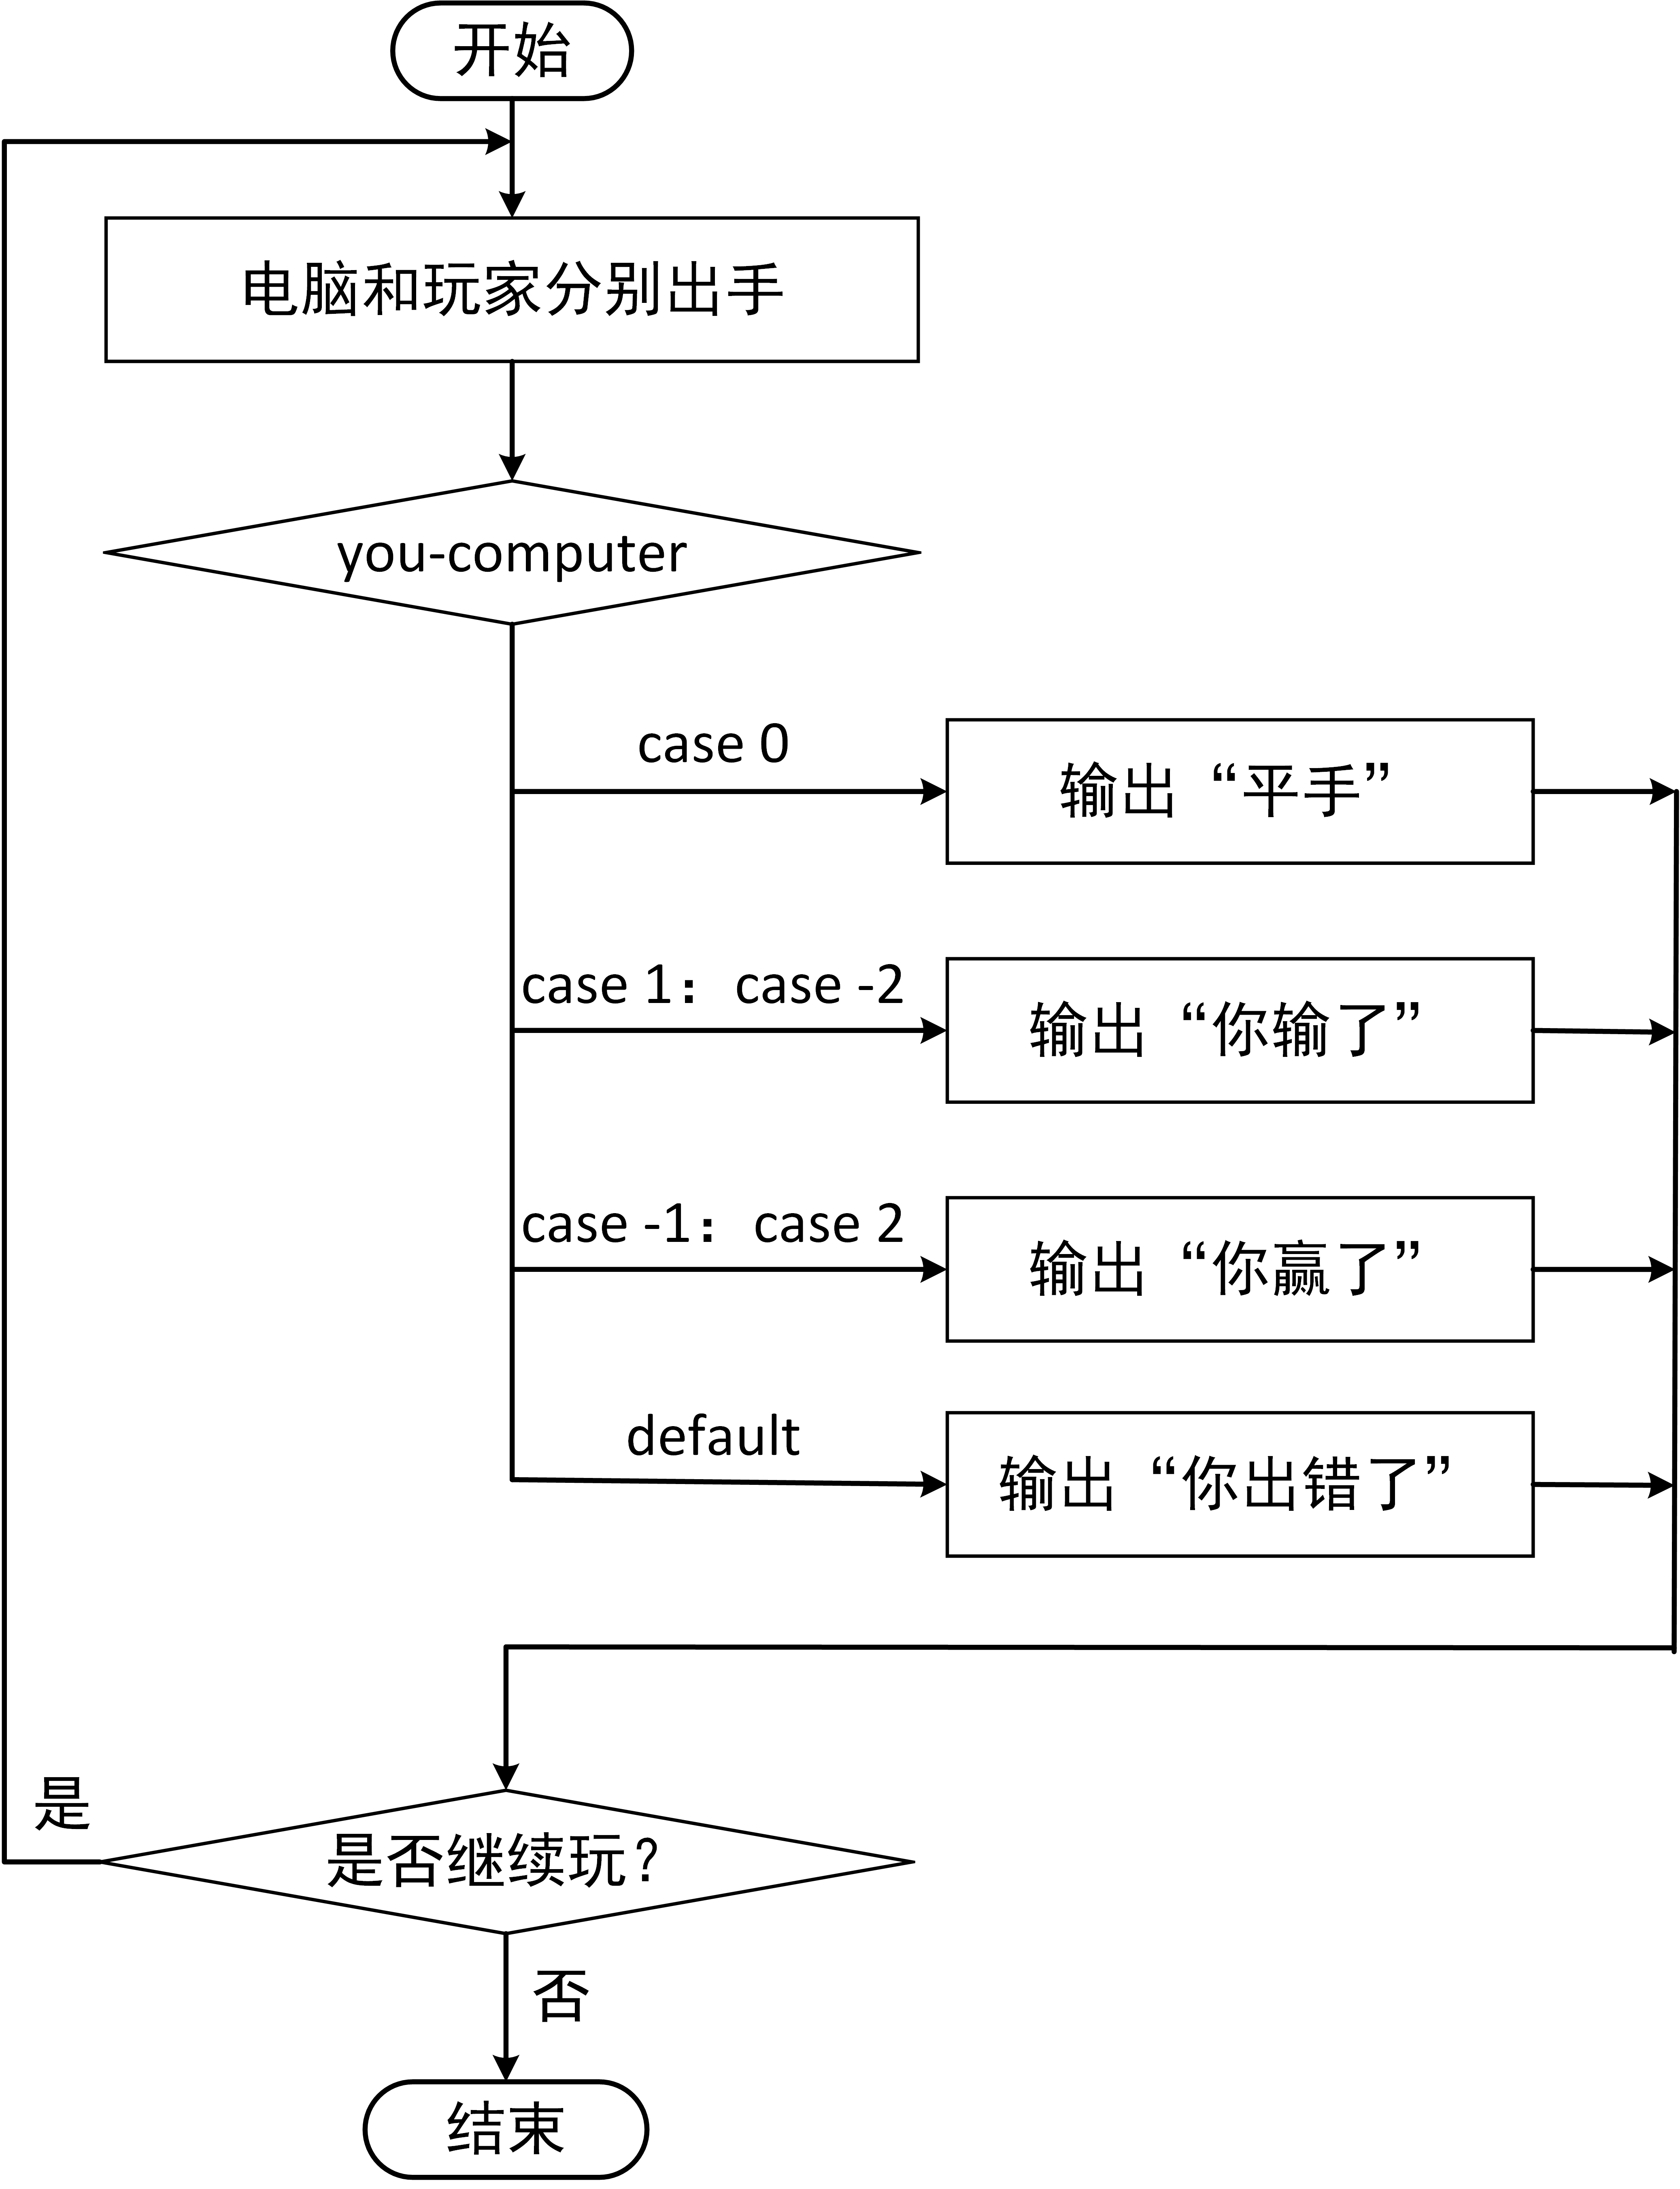 开始
电脑和玩家分别出手
you-computer
case 0
输出“平手”
case 1：case -2
输出“你输了”
case -1：case 2
输出“你赢了”
default
输出“你出错了”
是
是否继续玩？
否
结束